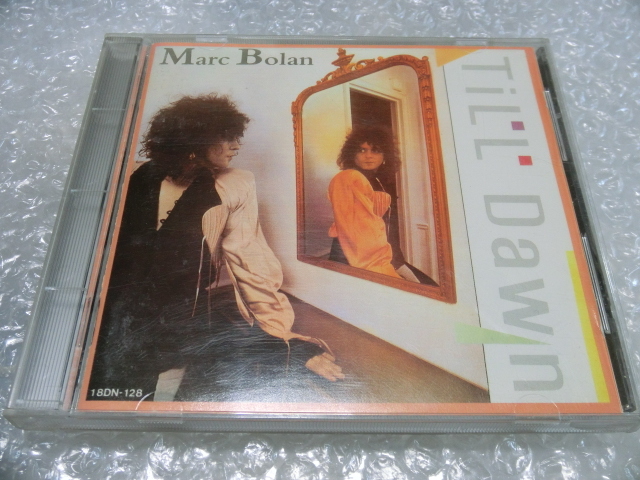 Marc Bolan
TiLL Dawn
18DN-128